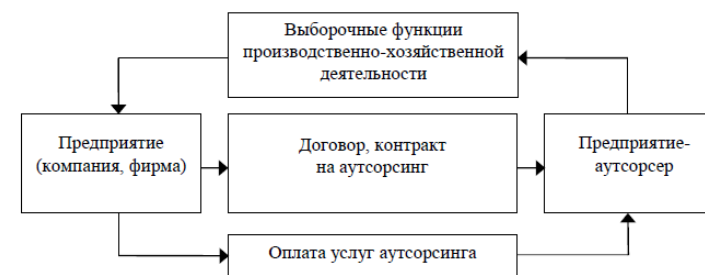 Выборочные функции
производственно-хозяйственной
деятельности
Предприятие
(компания, фирма)
Договор, контракт
на аутсорсинг
Предприятие-
аутсорсер
Оплата услуг аутсорсинга